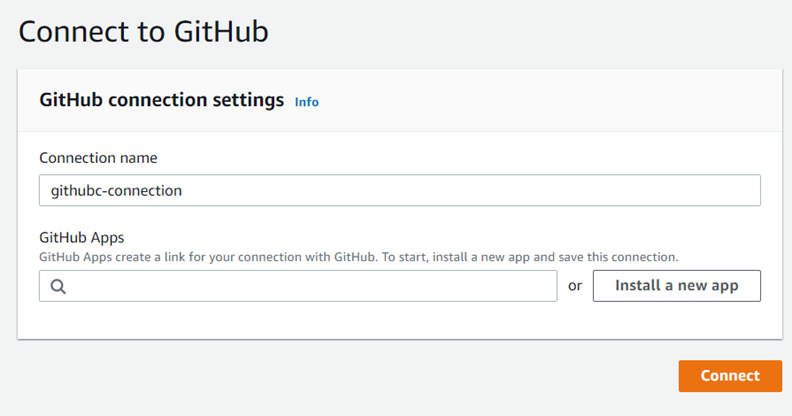 Connect to GitHub
GitHub connection settings Info
Connection name
githubc-connection
GitHub Apps
GitHub Apps create a link for your connection with GitHub. To start, install a new app and save this connection.
or Install a new app
Connect